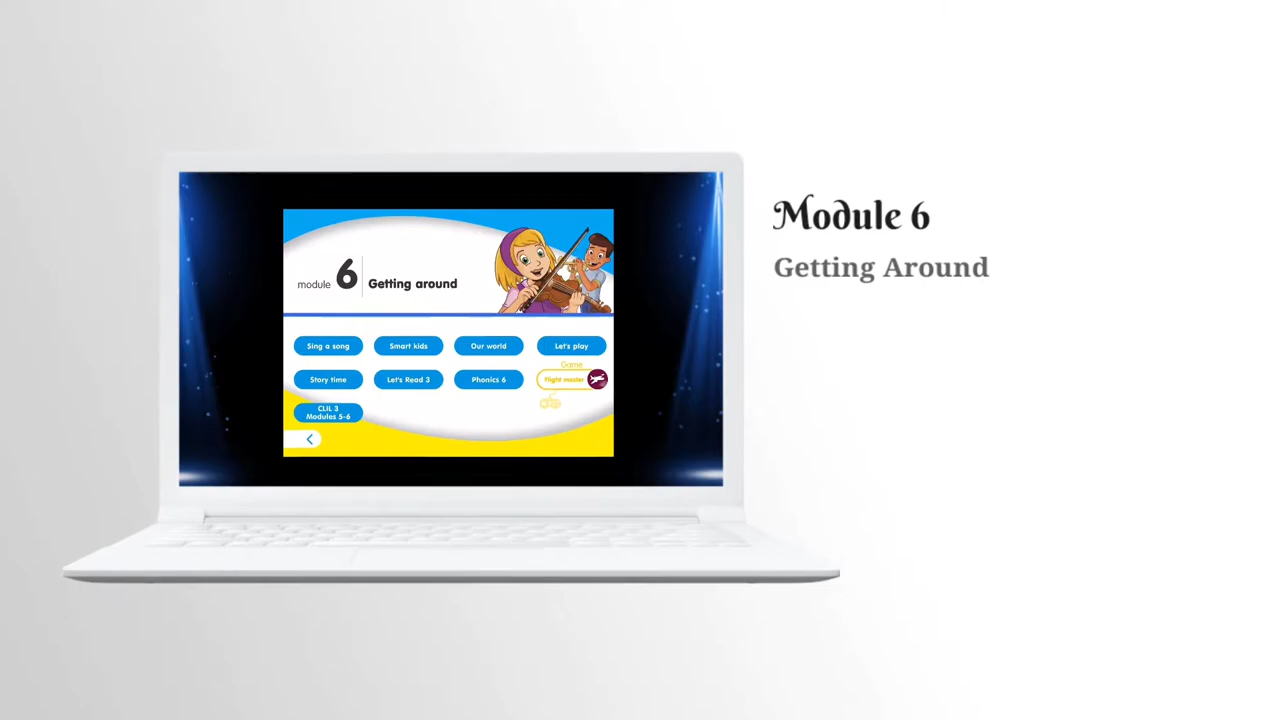 Module 6
Getting Around
module 6 Getting around
Sing a song
Smart kids
Our world
Let's play
Game
Story time
Let's Read 3
Phonics 6
Flight master
CLIL 3
Modules 5-6